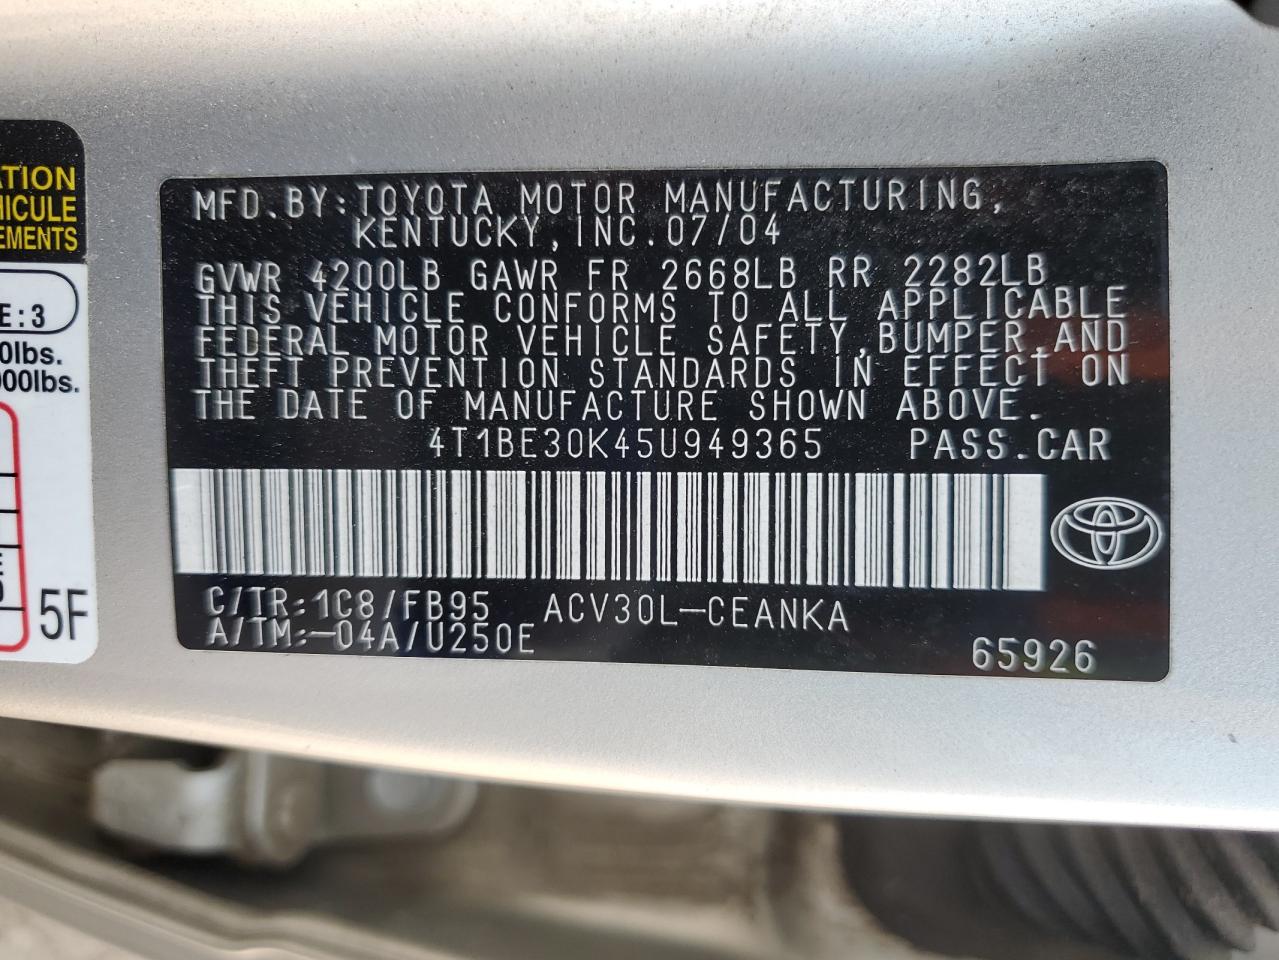 ATION
HICULE
EMENTS
E:3
0lbs.
000lbs.
E
5F
MFD.BY:TOYOTA MOTOR MANUFACTURING,
KENTUCKY,INC.07/04
GVWR 4200LB GAWR FR 2668LB RR 2282LB
THIS VEHICLE CONFORMS TO ALL APPLICABLE
FEDERAL MOTOR VEHICLE SAFETY,BUMPER,AND
THEFT PREVENTION STANDARDS IN EFFECT ON
THE DATE OF MANUFACTURE SHOWN ABOVE.
4T1BE30K45U949365 PASS.CAR
C/TR:1C8/FB95 ACV30L-CEANKA
A/TM:-04A/U250E
65926